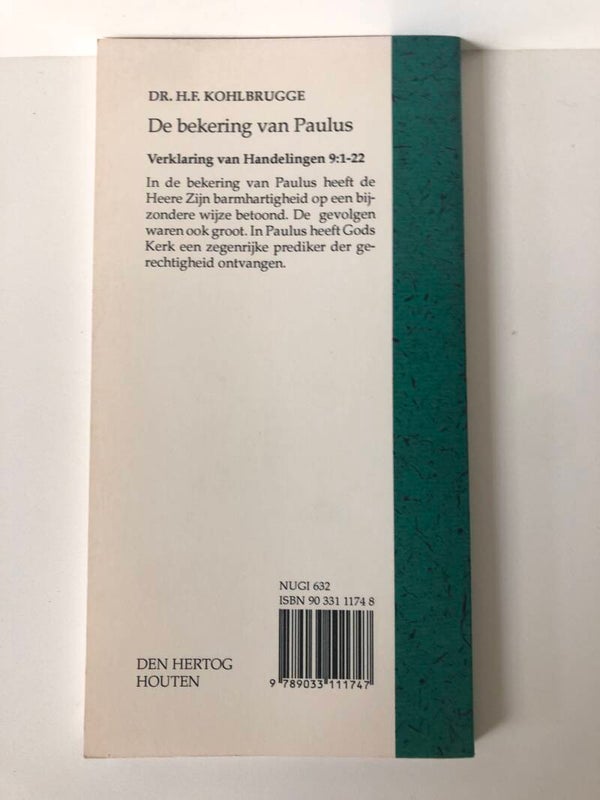 DR. H.F. KOHLBRUGGE
De bekering van Paulus
Verklaring van Handelingen 9:1-22
In de bekering van Paulus heeft de
Heere Zijn barmhartigheid op een bij-
zondere wijze betoond. De gevolgen
waren ook groot. In Paulus heeft Gods
Kerk een zegenrijke prediker der ge-
rechtigheid ontvangen.
NUGI 632
ISBN 90 331 1174 8
9 789033 111747
DEN HERTOG
HOUTEN